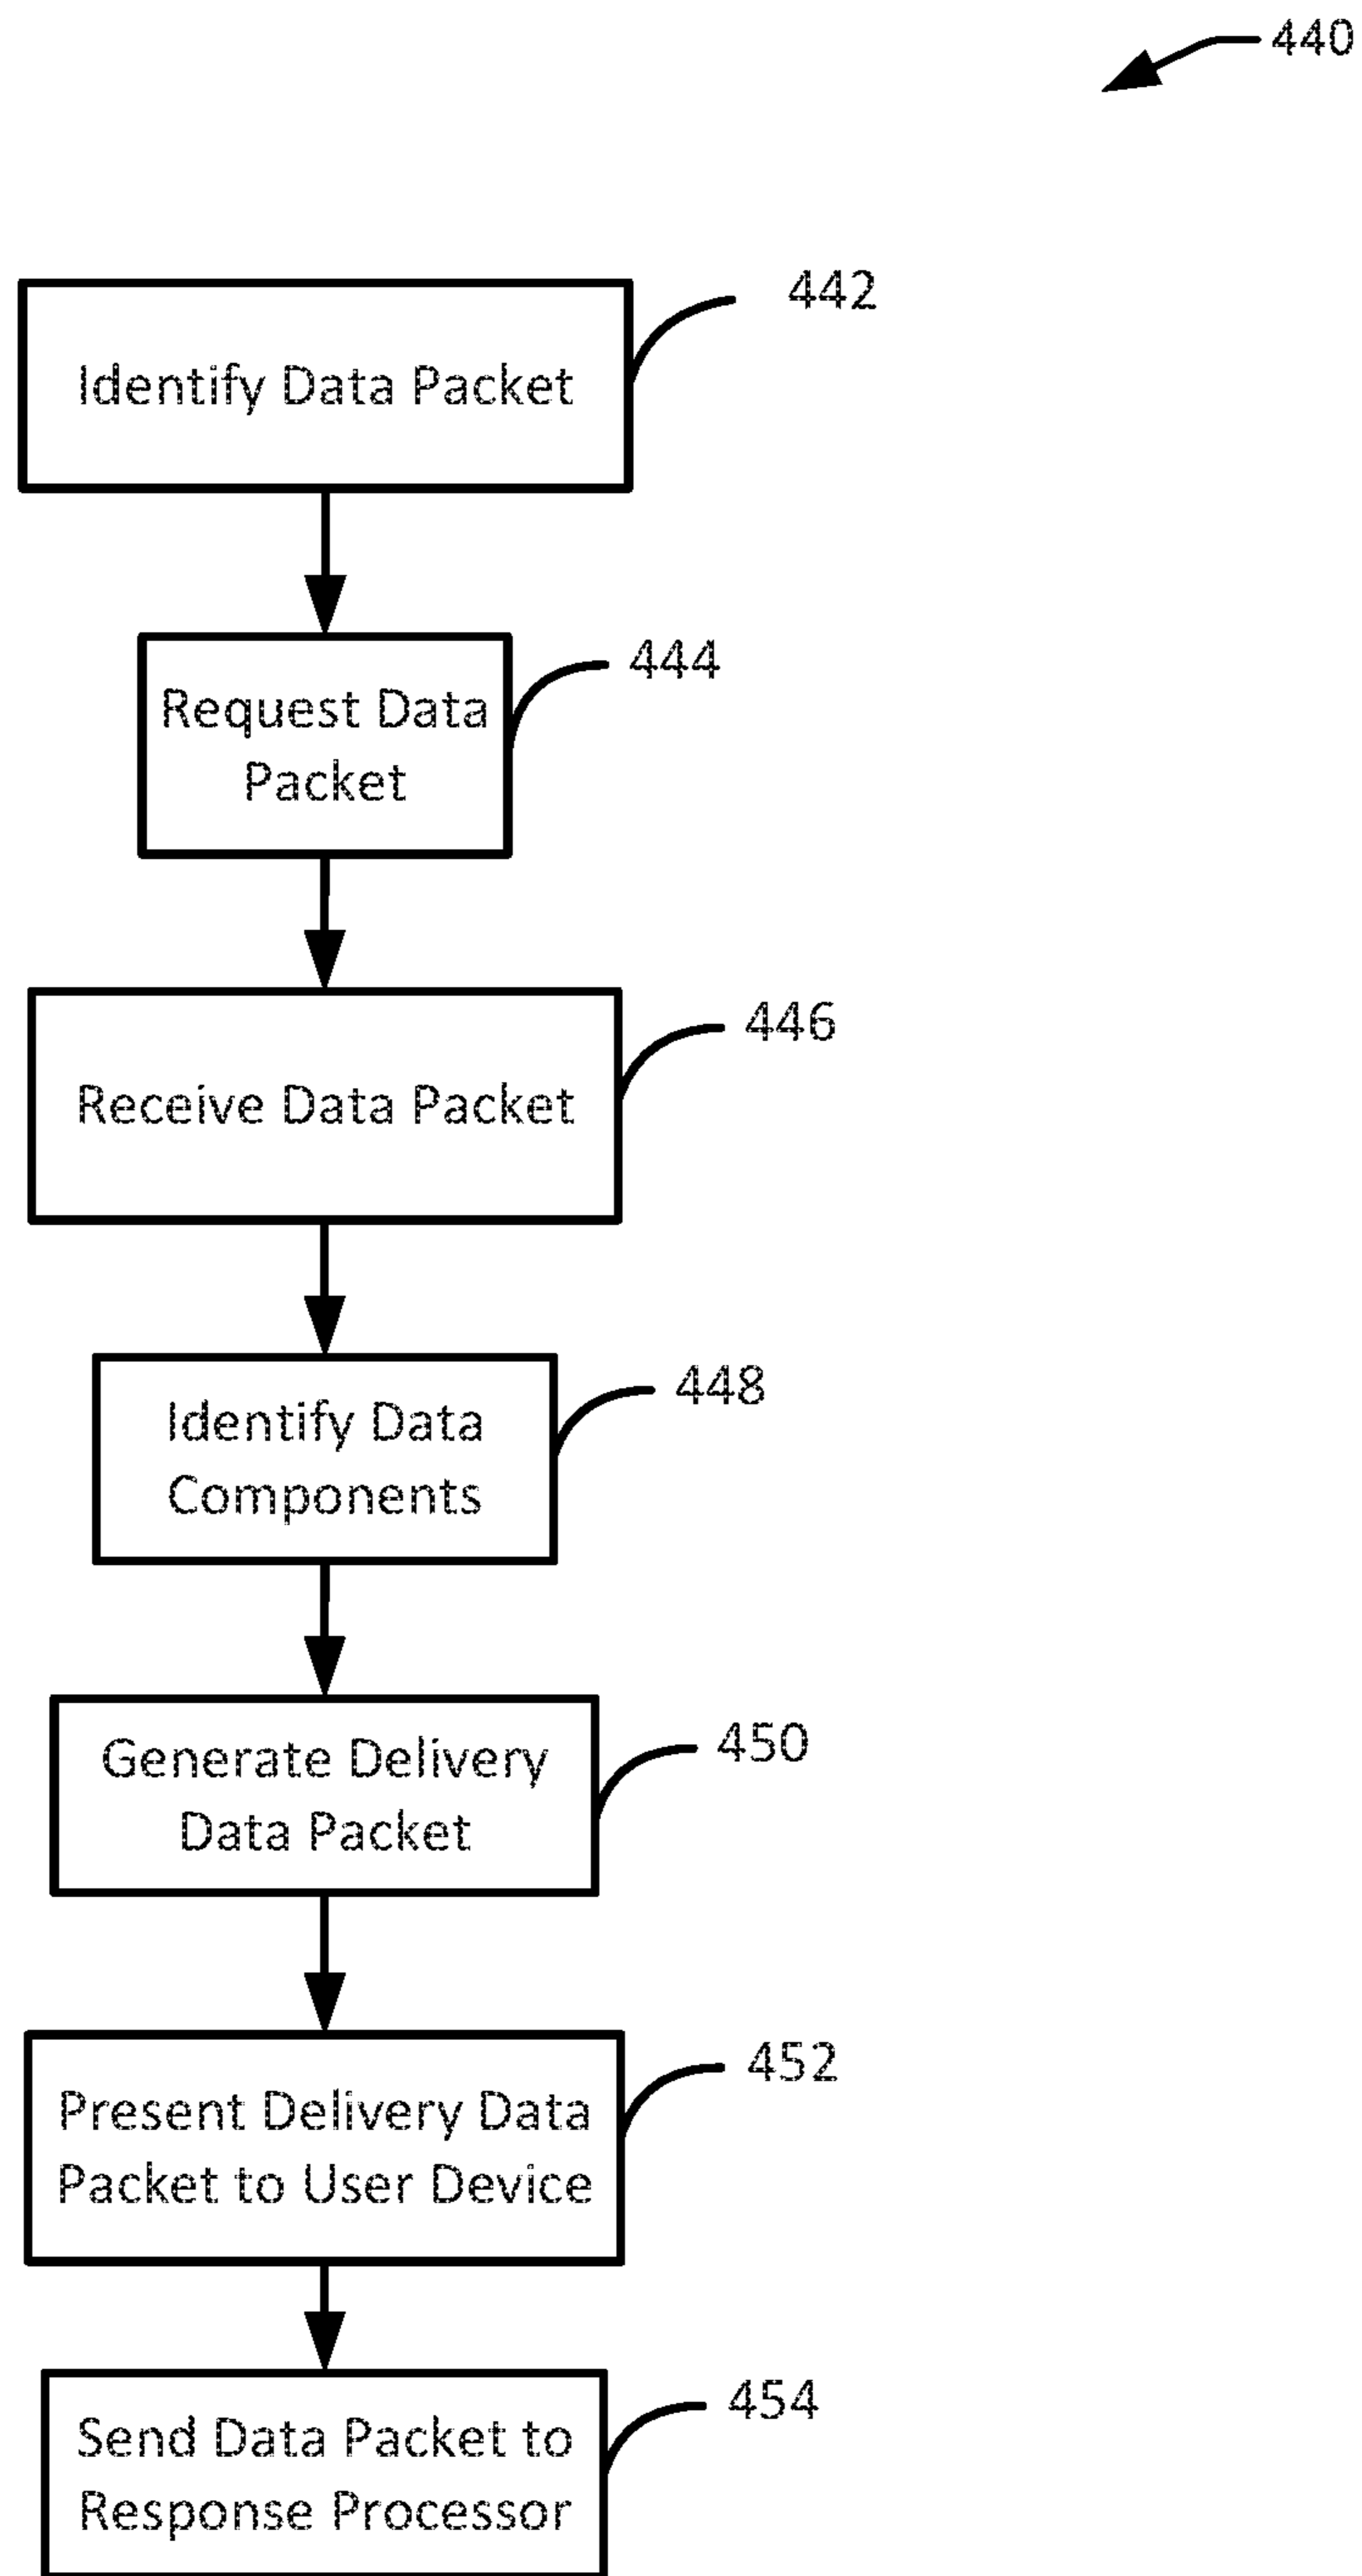 440
442
Identify Data Packet
444
Request Data
Packet
446
Receive Data Packet
448
Identify Data
Components
450
Generate Delivery
Data Packet
452
Present Delivery Data
Packet to User Device
454
Send Data Packet to
Response Processor